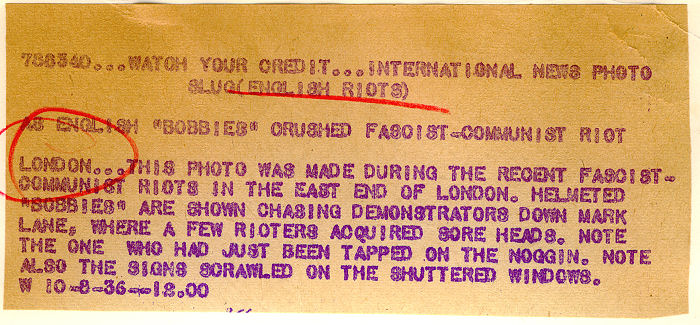 788340...WATCH YOUR CREDIT...INTERNATIONAL NEWS PHOTO
SLUG(ENGLISH RIOTS)
AS ENGLISH "BOBBIES" CRUSHED FASCIST-COMMUNIST RIOT
LONDON...THIS PHOTO WAS MADE DURING THE RECENT FASCIST-
COMMUNIST RIOTS IN THE EAST END OF LONDON. HELMETED
"BOBBIES" ARE SHOWN CHASING DEMONSTRATORS DOWN MARK
LANE, WHERE A FEW RIOTERS ACQUIRED SORE HEADS. NOTE
THE ONE WHO HAD JUST BEEN TAPPED ON THE NOGGIN. NOTE
ALSO THE SIGNS SCRAWLED ON THE SHUTTERED WINDOWS.
W 10-8-36--12.00